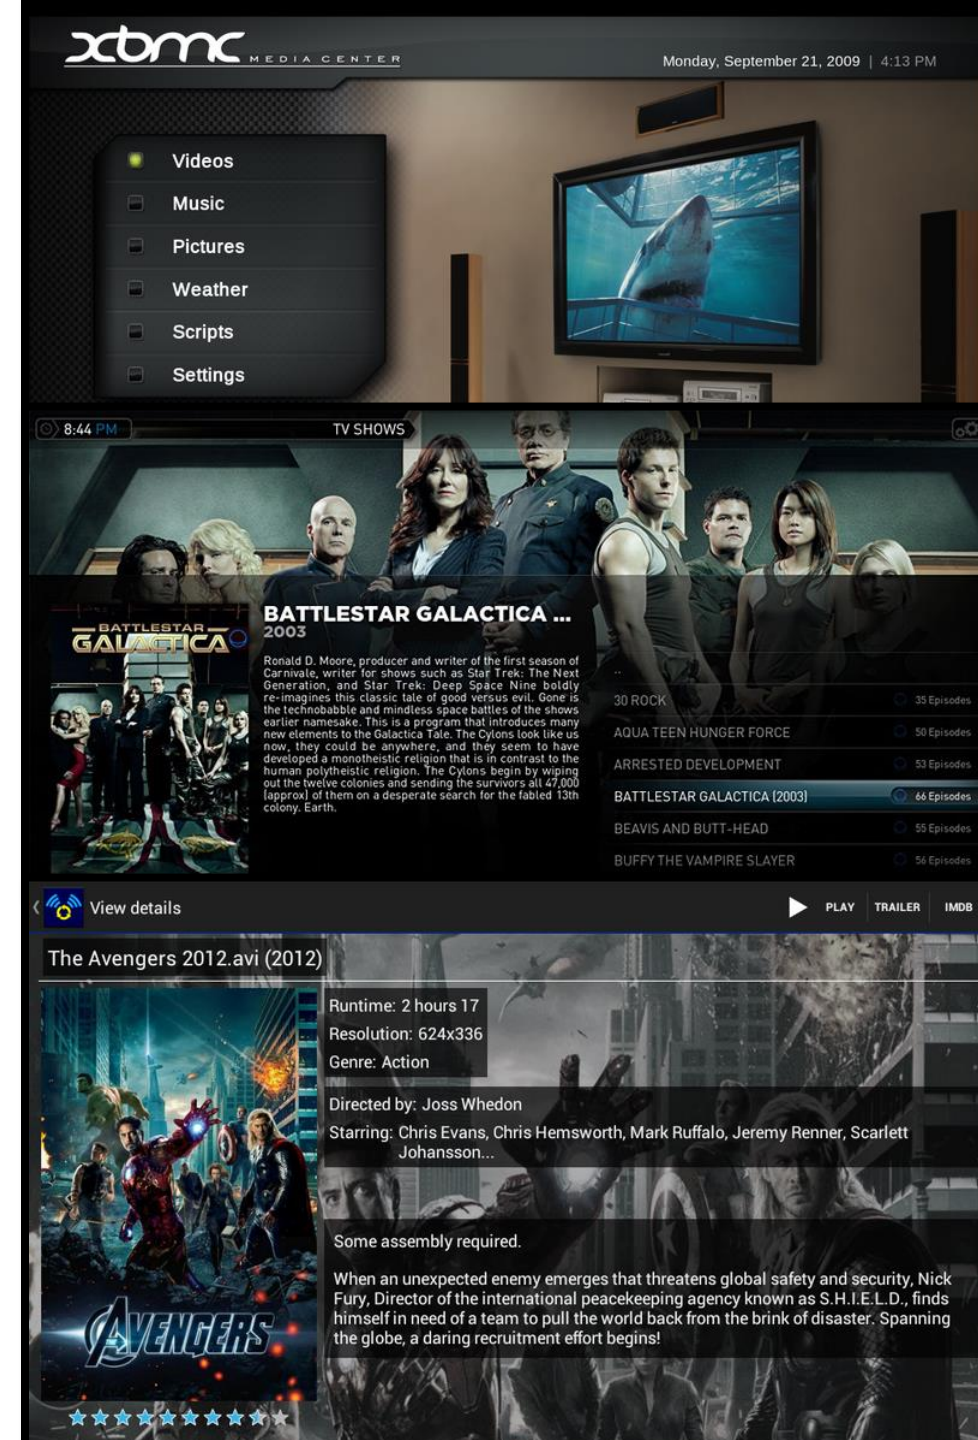 xbmc MEDIA CENTER
Monday, September 21, 2009 | 4:13 PM
Videos
Music
Pictures
Weather
Scripts
Settings
8:44 PM
TV SHOWS
BATTLESTAR GALACTICA
BATTLESTAR GALACTICA ...
2003
Ronald D. Moore, producer and writer of the first season of
Carnivale, writer for shows such as Star Trek: The Next
Generation, and Star Trek: Deep Space Nine boldly
re-imagines this classic tale of good versus evil. Gone is
the technobabble and mindless space battles of the shows
earlier namesake. This is a program that introduces many
new elements to the Galactica Tale. The Cylons look like us
now, they could be anywhere, and they seem to have
developed a monotheistic religion that is in contrast to the
human polytheistic religion. The Cylons begin by wiping
out the twelve colonies and sending the survivors all 47,000
(approx) of them on a desperate search for the fabled 13th
colony. Earth.
..
30 ROCK 35 Episodes
AQUA TEEN HUNGER FORCE 50 Episodes
ARRESTED DEVELOPMENT 53 Episodes
BATTLESTAR GALACTICA (2003) 66 Episodes
BEAVIS AND BUTT-HEAD 55 Episodes
BUFFY THE VAMPIRE SLAYER 56 Episodes
View details
PLAY TRAILER IMDB
The Avengers 2012.avi (2012)
Runtime: 2 hours 17
Resolution: 624x336
Genre: Action
Directed by: Joss Whedon
Starring: Chris Evans, Chris Hemsworth, Mark Ruffalo, Jeremy Renner, Scarlett
Johansson...
Some assembly required.
When an unexpected enemy emerges that threatens global safety and security, Nick
Fury, Director of the international peacekeeping agency known as S.H.I.E.L.D., finds
himself in need of a team to pull the world back from the brink of disaster. Spanning
the globe, a daring recruitment effort begins!
AVENGERS